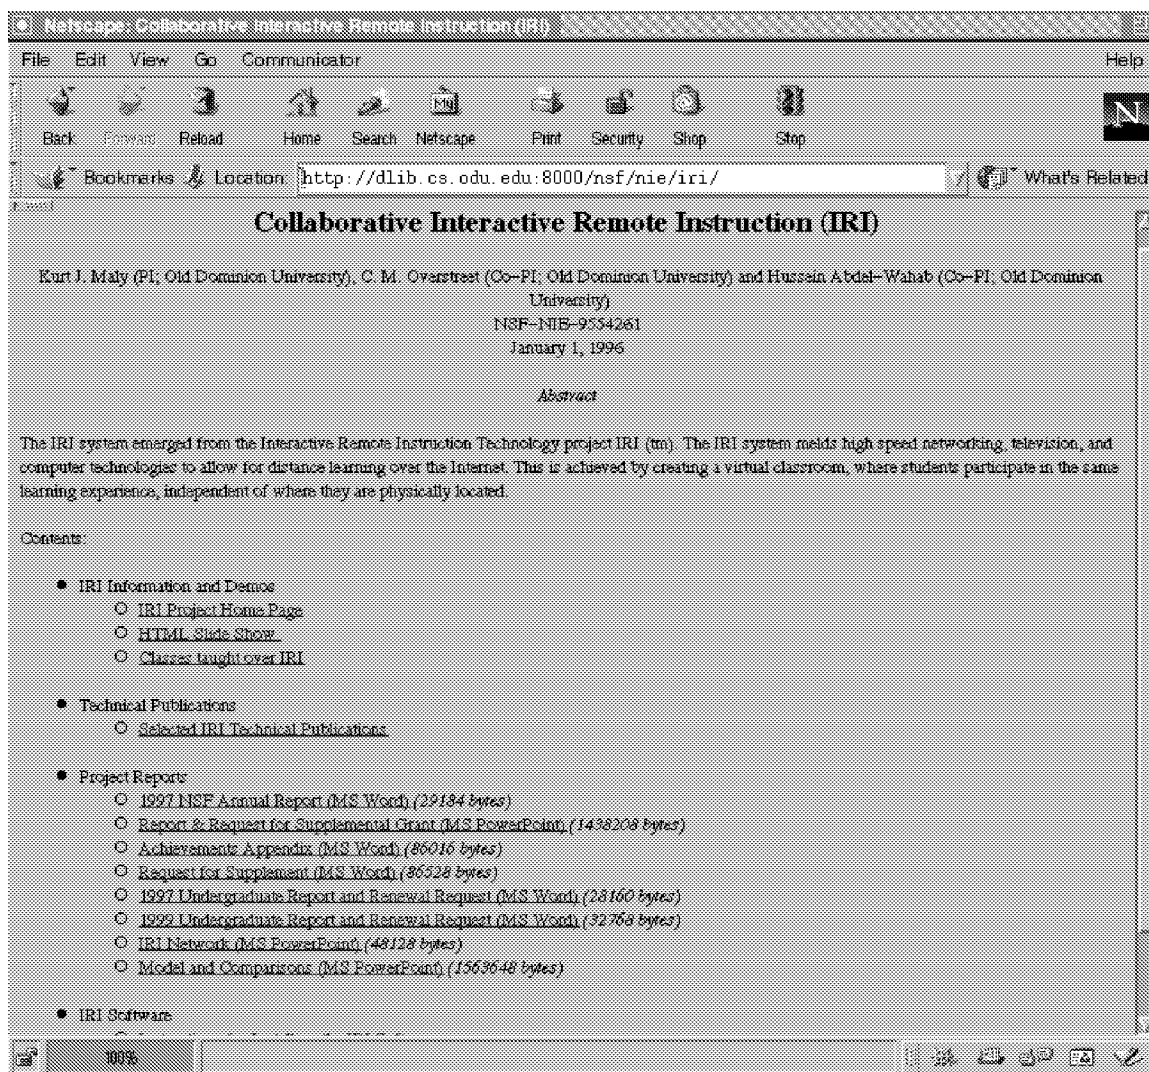 Netscape: Collaborative Interactive Remote Instruction (IRI)
File Edit View Go Communicator Help
Back Forward Reload Home Search Netscape Print Security Shop Stop
My
N
Bookmarks Location: http://dlib.cs.odu.edu:8000/nsf/nie/iri/ What's Related
Collaborative Interactive Remote Instruction (IRI)
Kurt J. Maly (PI; Old Dominion University), C. M. Overstreet (Co-PI; Old Dominion University) and Hussein Abdel-Wahab (Co-PI; Old Dominion
University)
NSF-NIE-9554261
January 1, 1996
Abstract
The IRI system emerged from the Interactive Remote Instruction Technology project IRI (tm). The IRI system melds high speed networking, television, and
computer technologies to allow for distance learning over the Internet. This is achieved by creating a virtual classroom, where students participate in the same
learning experience, independent of where they are physically located.
Contents:
IRI Information and Demos
IRI Project Home Page
HTML Slide Show
Classes taught over IRI
Technical Publications
Selected IRI Technical Publications
Project Reports
1997 NSF Annual Report (MS Word) (29184 bytes)
Report & Request for Supplemental Grant (MS PowerPoint) (1438208 bytes)
Achievements Appendix (MS Word) (86016 bytes)
Request for Supplement (MS Word) (86528 bytes)
1997 Undergraduate Report and Renewal Request (MS Word) (28160 bytes)
1999 Undergraduate Report and Renewal Request (MS Word) (32768 bytes)
IRI Network (MS PowerPoint) (48128 bytes)
Model and Comparisons (MS PowerPoint) (1563648 bytes)
IRI Software
100%